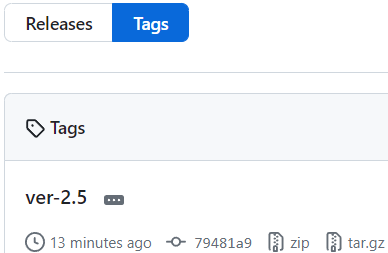 Releases Tags
Tags
ver-2.5
13 minutes ago 79481a9 zip tar.gz